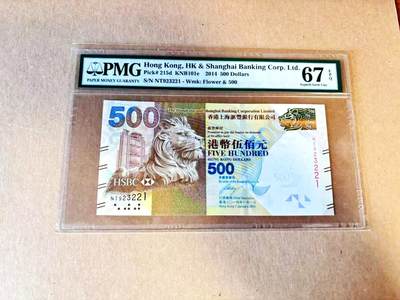 PMG
PAPER MONEY GUARANTY
Hong Kong, HK & Shanghai Banking Corp. Ltd.
Pick# 215d KNB101e 2014 500 Dollars
S/N NT923221 - Wmk: Flower & 500
67 EPQ
Superb Gem Unc
500
HSBC
NT923221
Shanghai Banking Corporation Limited
香港上海滙豐銀行有限公司
港幣伍佰元
FIVE HUNDRED
HONG KONG DOLLARS
500